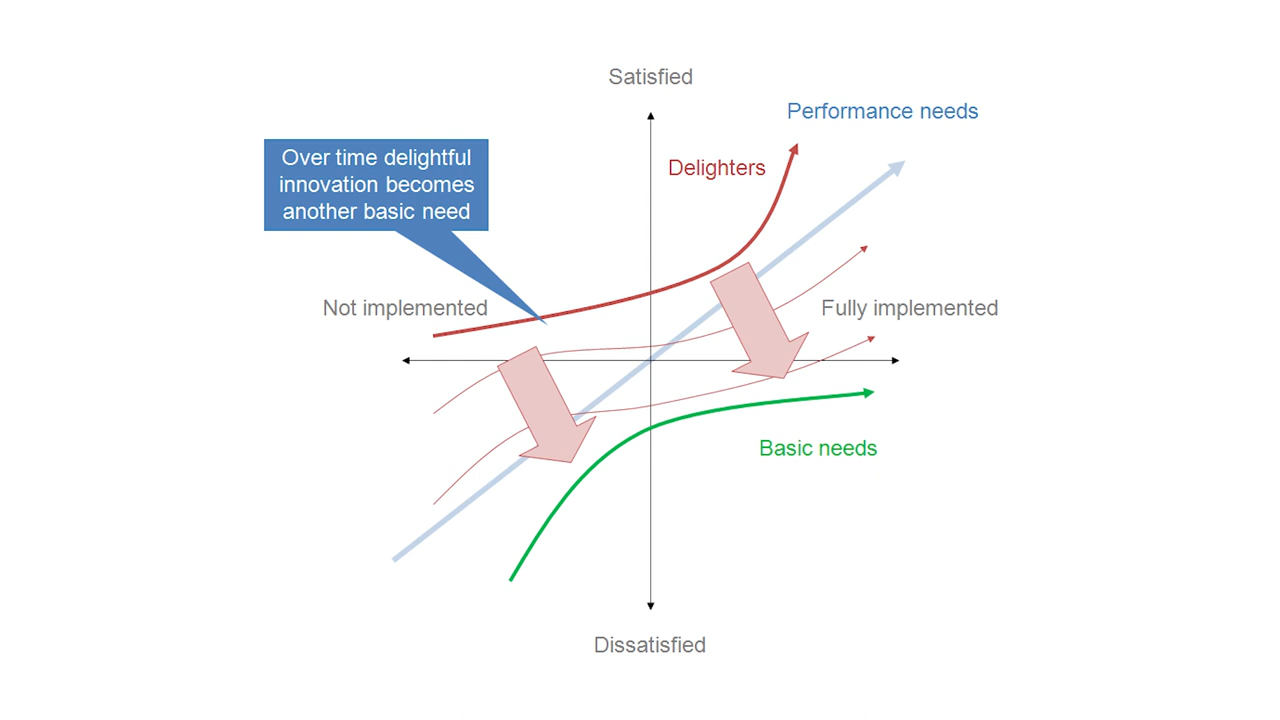 Satisfied
Performance needs
Over time delightful
innovation becomes
another basic need
Delighters
Not implemented
Fully implemented
Basic needs
Dissatisfied